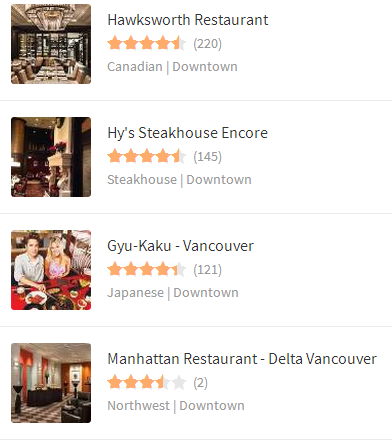 Hawksworth Restaurant
(220)
Canadian | Downtown
Hy's Steakhouse Encore
(145)
Steakhouse | Downtown
Gyu-Kaku - Vancouver
(121)
Japanese | Downtown
Manhattan Restaurant - Delta Vancouver
(2)
Northwest | Downtown